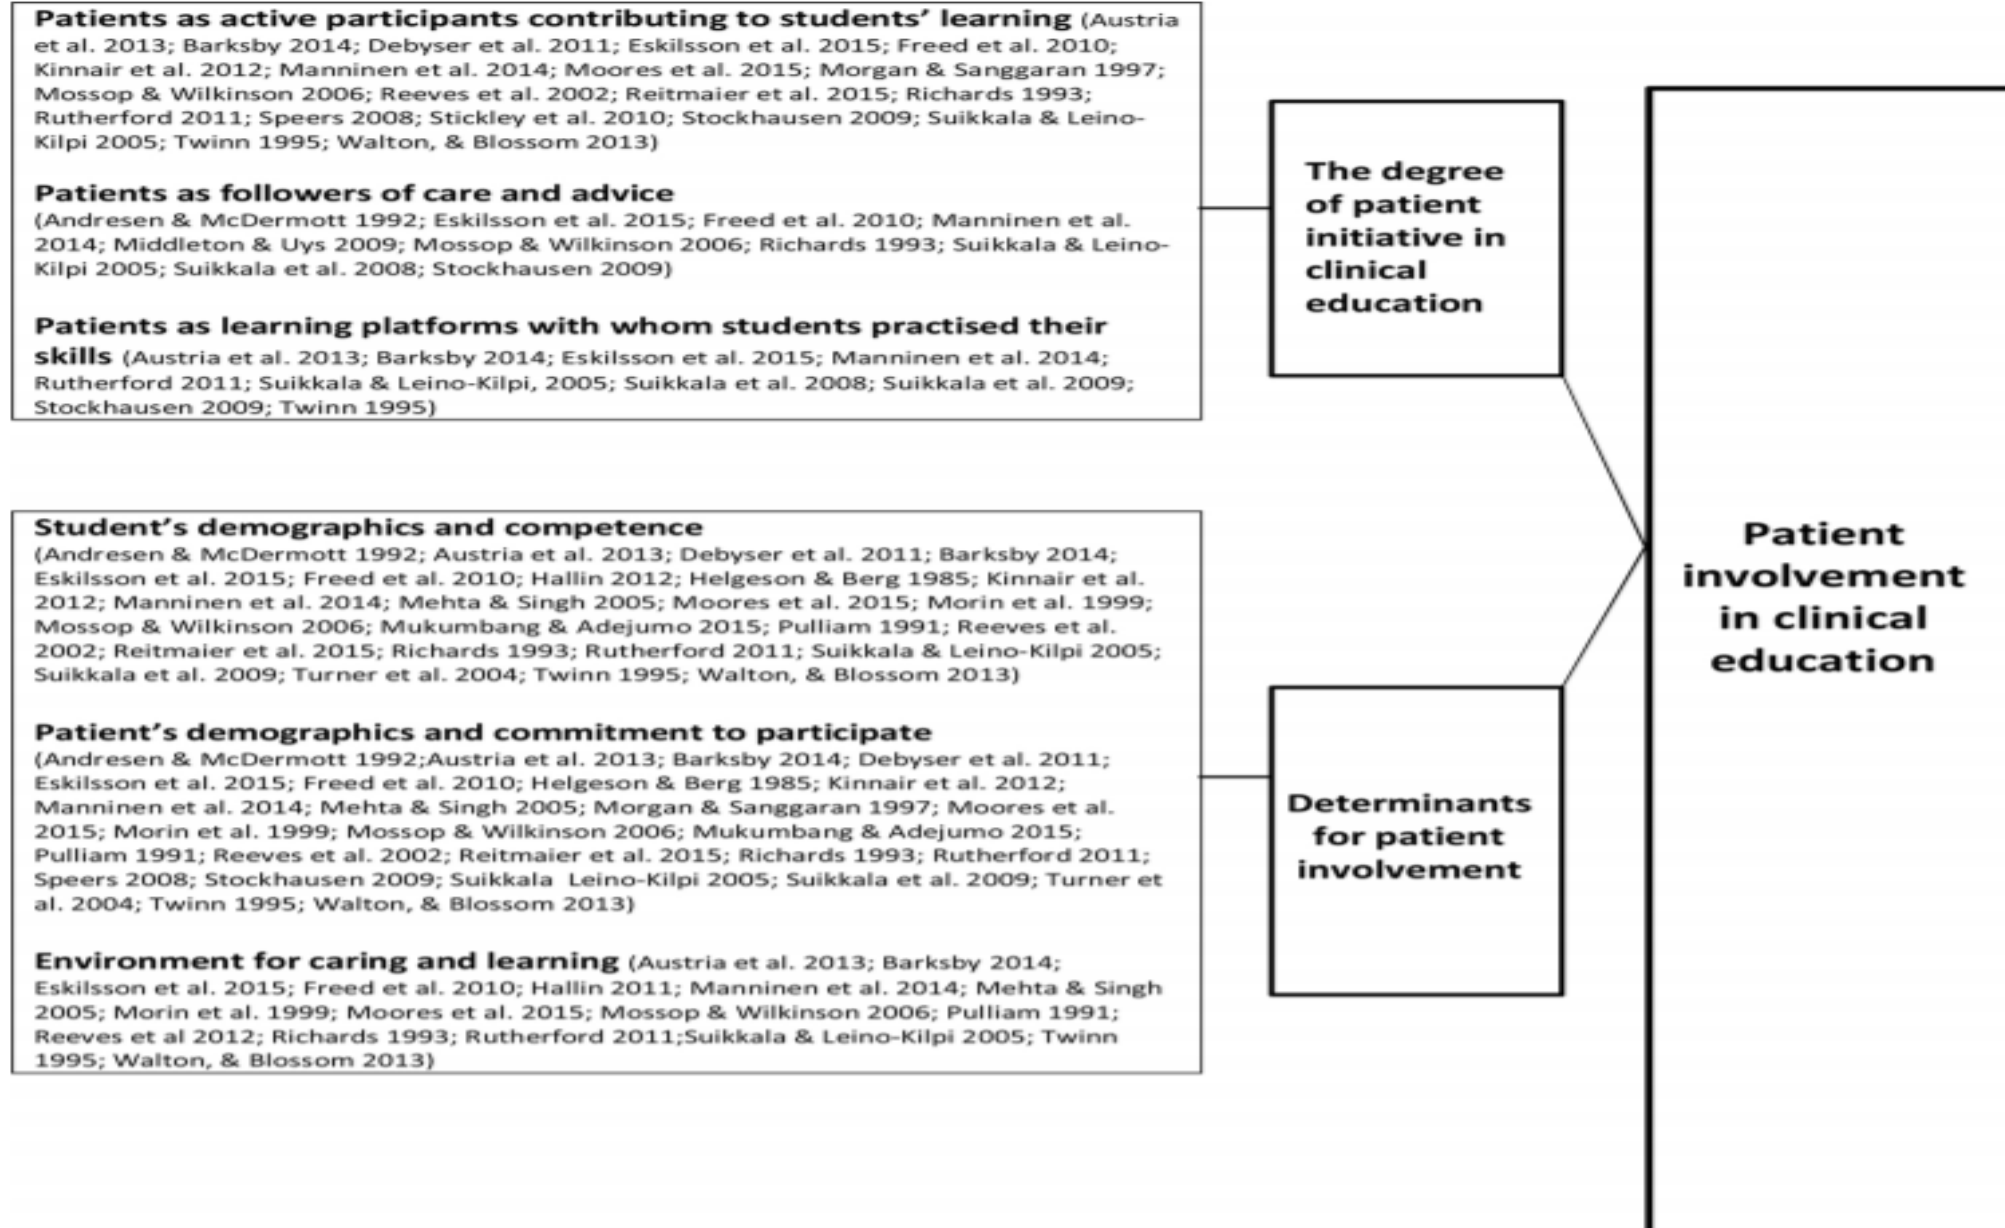 Patients as active participants contributing to students' learning (Austria
et al. 2013; Barksby 2014; Debyser et al. 2011; Eskilsson et al. 2015; Freed et al. 2010;
Kinnair et al. 2012; Manninen et al. 2014; Moores et al. 2015; Morgan & Sanggaran 1997;
Mossop & Wilkinson 2006; Reeves et al. 2002; Reitmaier et al. 2015; Richards 1993;
Rutherford 2011; Speers 2008; Stickley et al. 2010; Stockhausen 2009; Suikkala & Leino-
Kilpi 2005; Twinn 1995; Walton, & Blossom 2013)
Patients as followers of care and advice
(Andresen & McDermott 1992; Eskilsson et al. 2015; Freed et al. 2010; Manninen et al.
2014; Middleton & Uys 2009; Mossop & Wilkinson 2006; Richards 1993; Suikkala & Leino-
Kilpi 2005; Suikkala et al. 2008; Stockhausen 2009)
Patients as learning platforms with whom students practised their
skills (Austria et al. 2013; Barksby 2014; Eskilsson et al. 2015; Manninen et al. 2014;
Rutherford 2011; Suikkala & Leino-Kilpi, 2005; Suikkala et al. 2008; Suikkala et al. 2009;
Stockhausen 2009; Twinn 1995)
The degree
of patient
initiative in
clinical
education
Student's demographics and competence
(Andresen & McDermott 1992; Austria et al. 2013; Debyser et al. 2011; Barksby 2014;
Eskilsson et al. 2015; Freed et al. 2010; Hallin 2012; Helgeson & Berg 1985; Kinnair et al.
2012; Manninen et al. 2014; Mehta & Singh 2005; Moores et al. 2015; Morin et al. 1999;
Mossop & Wilkinson 2006; Mukumbang & Adejumo 2015; Pulliam 1991; Reeves et al.
2002; Reitmaier et al. 2015; Richards 1993; Rutherford 2011; Suikkala & Leino-Kilpi 2005;
Suikkala et al. 2009; Turner et al. 2004; Twinn 1995; Walton, & Blossom 2013)
Patient's demographics and commitment to participate
(Andresen & McDermott 1992;Austria et al. 2013; Barksby 2014; Debyser et al. 2011;
Eskilsson et al. 2015; Freed et al. 2010; Helgeson & Berg 1985; Kinnair et al. 2012;
Manninen et al. 2014; Mehta & Singh 2005; Morgan & Sanggaran 1997; Moores et al.
2015; Morin et al. 1999; Mossop & Wilkinson 2006; Mukumbang & Adejumo 2015;
Pulliam 1991; Reeves et al. 2002; Reitmaier et al. 2015; Richards 1993; Rutherford 2011;
Speers 2008; Stockhausen 2009; Suikkala  Leino-Kilpi 2005; Suikkala et al. 2009; Turner et
al. 2004; Twinn 1995; Walton, & Blossom 2013)
Environment for caring and learning (Austria et al. 2013; Barksby 2014;
Eskilsson et al. 2015; Freed et al. 2010; Hallin 2011; Manninen et al. 2014; Mehta & Singh
2005; Morin et al. 1999; Moores et al. 2015; Mossop & Wilkinson 2006; Pulliam 1991;
Reeves et al 2012; Richards 1993; Rutherford 2011;Suikkala & Leino-Kilpi 2005; Twinn
1995; Walton, & Blossom 2013)
Determinants
for patient
involvement
Patient
involvement
in clinical
education